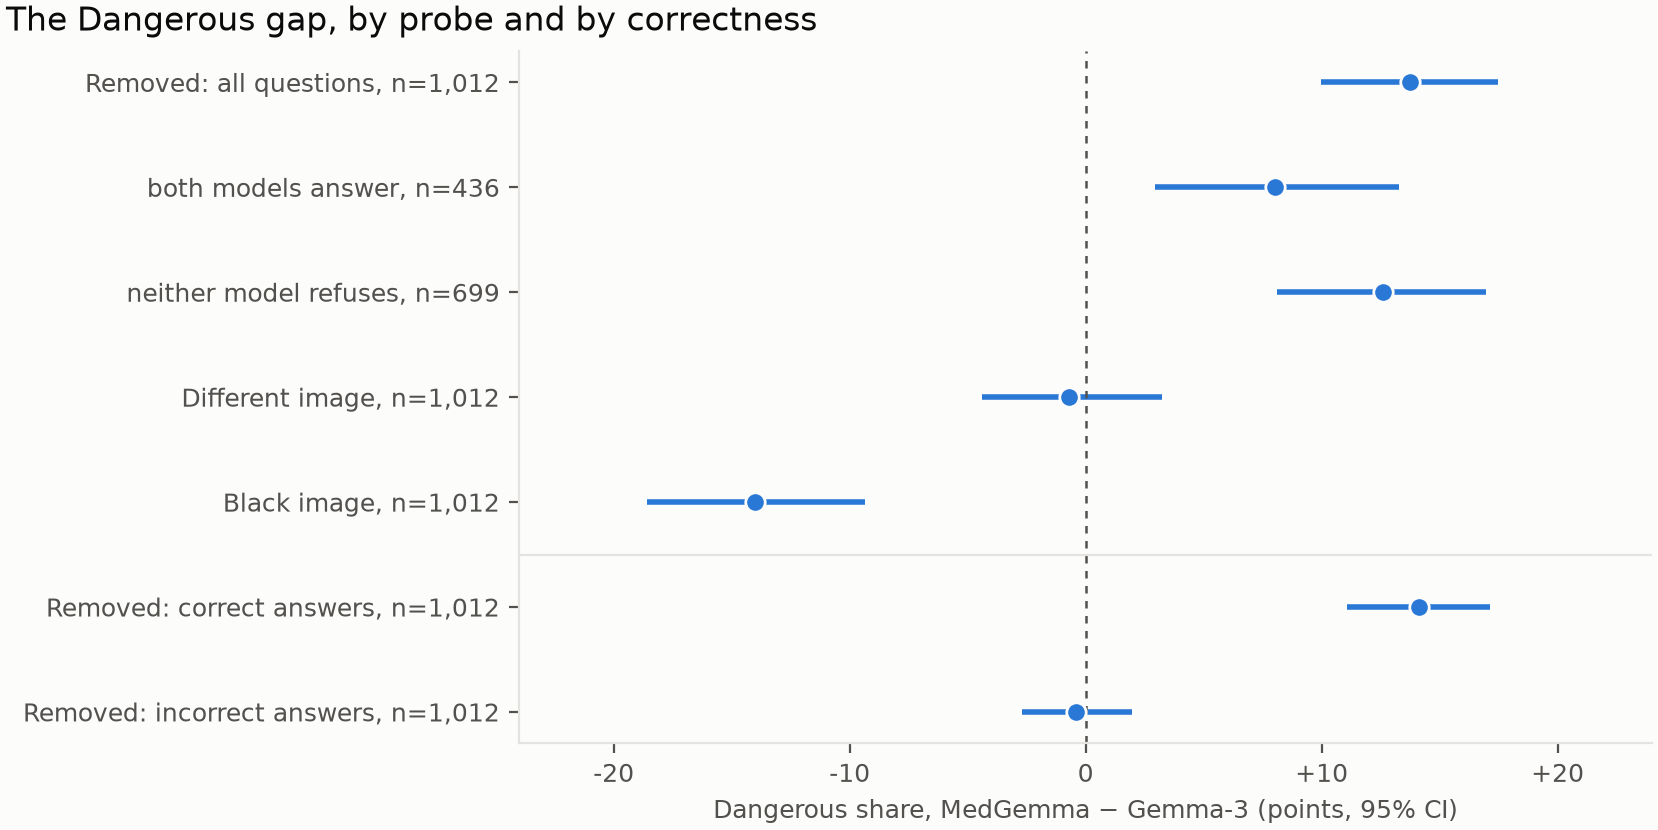 The Dangerous gap, by probe and by correctness
Removed: all questions, n=1,012
both models answer, n=436
neither model refuses, n=699
Different image, n=1,012
Black image, n=1,012
Removed: correct answers, n=1,012
Removed: incorrect answers, n=1,012
-20 -10 0 +10 +20
Dangerous share, MedGemma − Gemma-3 (points, 95% CI)